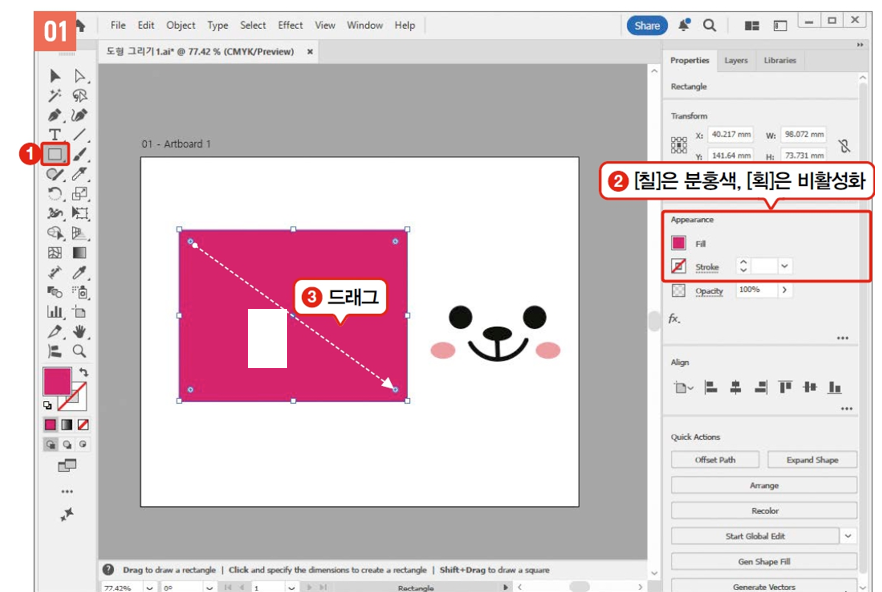 01
File Edit Object Type Select Effect View Window Help
Share
도형 그리기1.ai* @ 77.42 % (CMYK/Preview) ×
Properties Layers Libraries
Rectangle
Transform
X: 40.217 mm W: 98.072 mm
Y: 141.64 mm H: 73.731 mm
01 - Artboard 1
1
2 [칠]은 분홍색, [획]은 비활성화
Appearance
Fill
Stroke
Opacity 100%
fx.
3 드래그
Align
Quick Actions
Offset Path Expand Shape
Arrange
Recolor
Start Global Edit
Gen Shape Fill
Generate Vectors
? Drag to draw a rectangle | Click and specify the dimensions to create a rectangle | Shift+Drag to draw a square
77.42% 0° 1 Rectangle